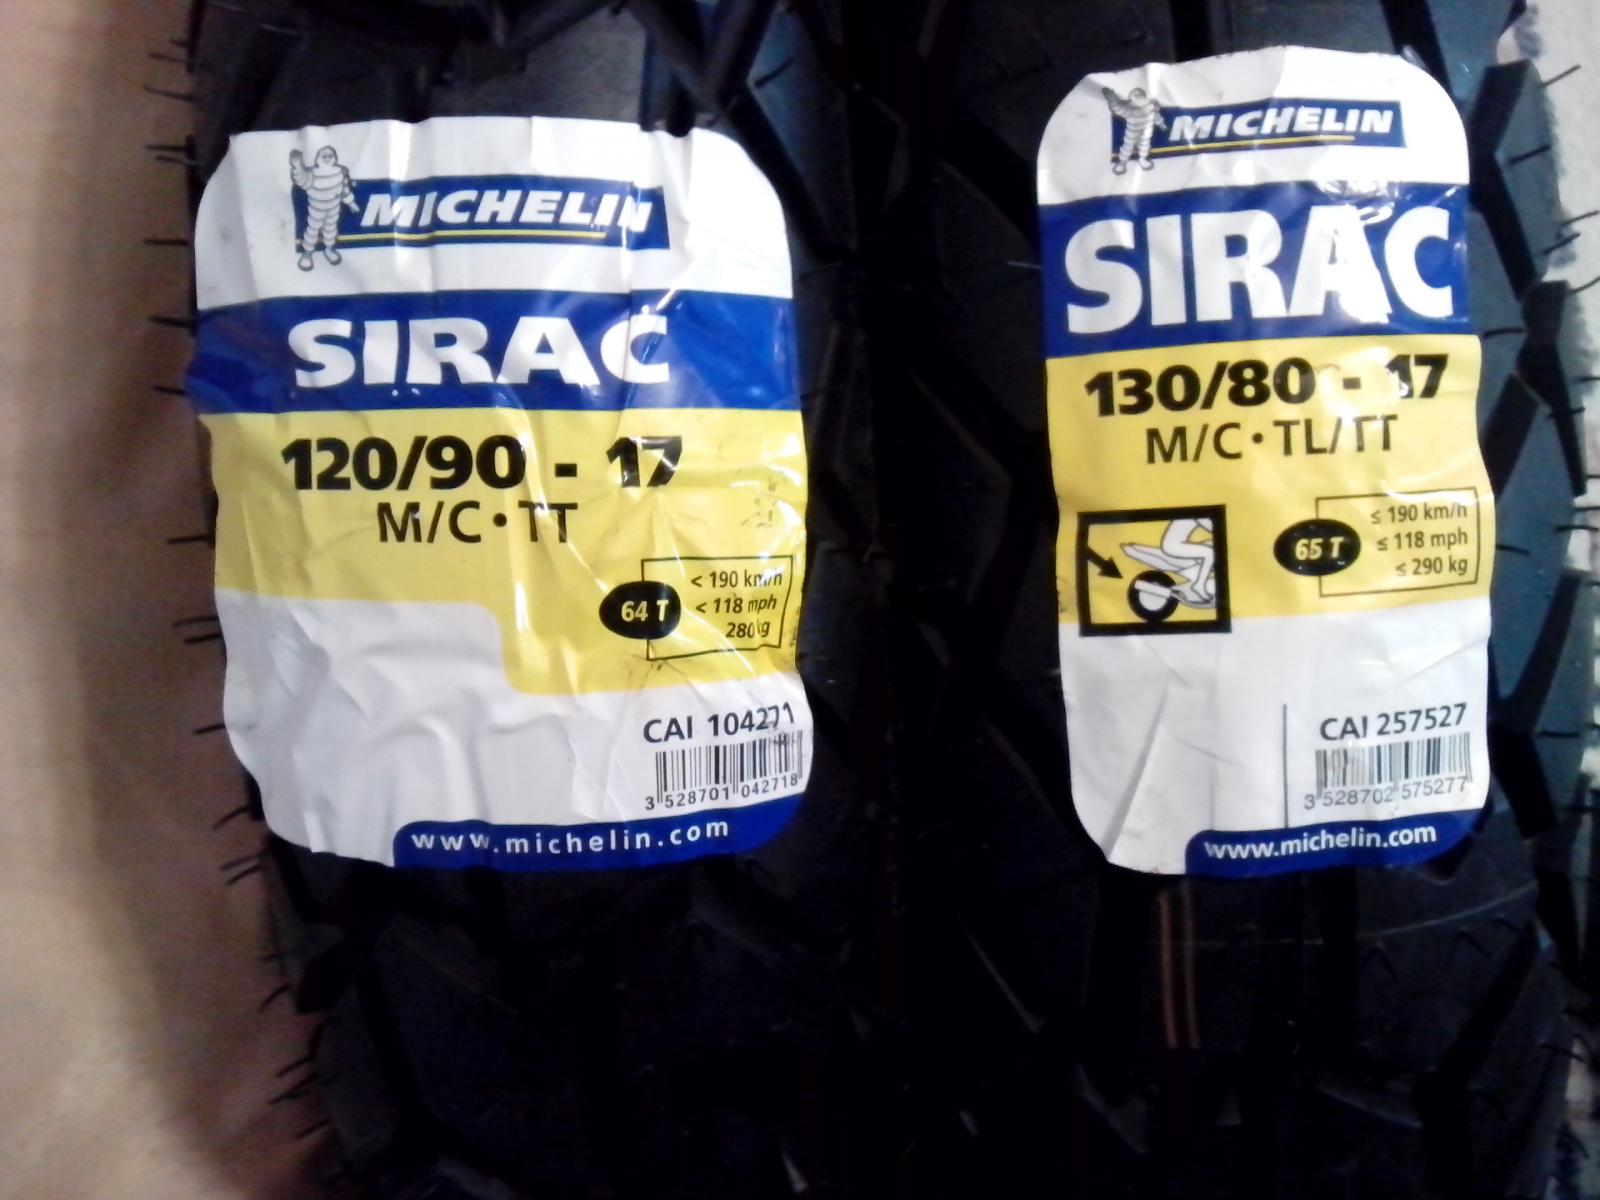 MICHELIN
SIRAC
120/90 - 17
M/C • TT
64 T
< 190 km/h
< 118 mph
280 kg
CAI 104271
3 528701 042718
www.michelin.com
MICHELIN
SIRAC
130/80 - 17
M/C • TL/TT
65 T
≤ 190 km/h
≤ 118 mph
≤ 290 kg
CAI 257527
3 528702 575277
www.michelin.com